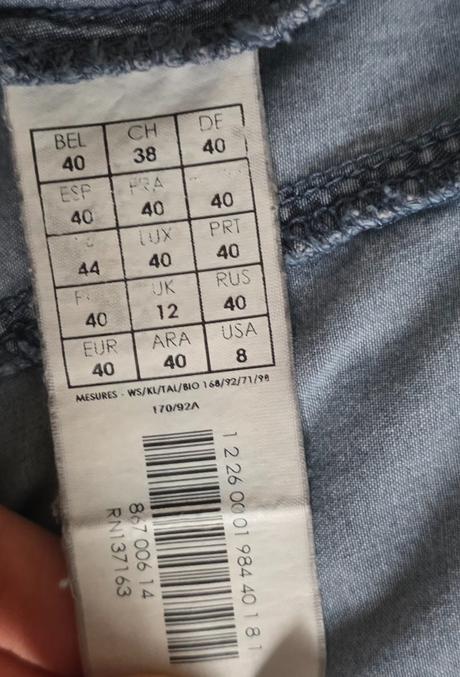 BEL CH DE
40 38 40
ESP FRA
40 40 40
LUX PRT
44 40 40
UK RUS
40 12 40
EUR ARA USA
40 40 8
MESURES - WS/KL/TAL/BIO 168/92/71/98
170/92A
1 226 0001 984 40 1 8 1
867 006 14
RN137163